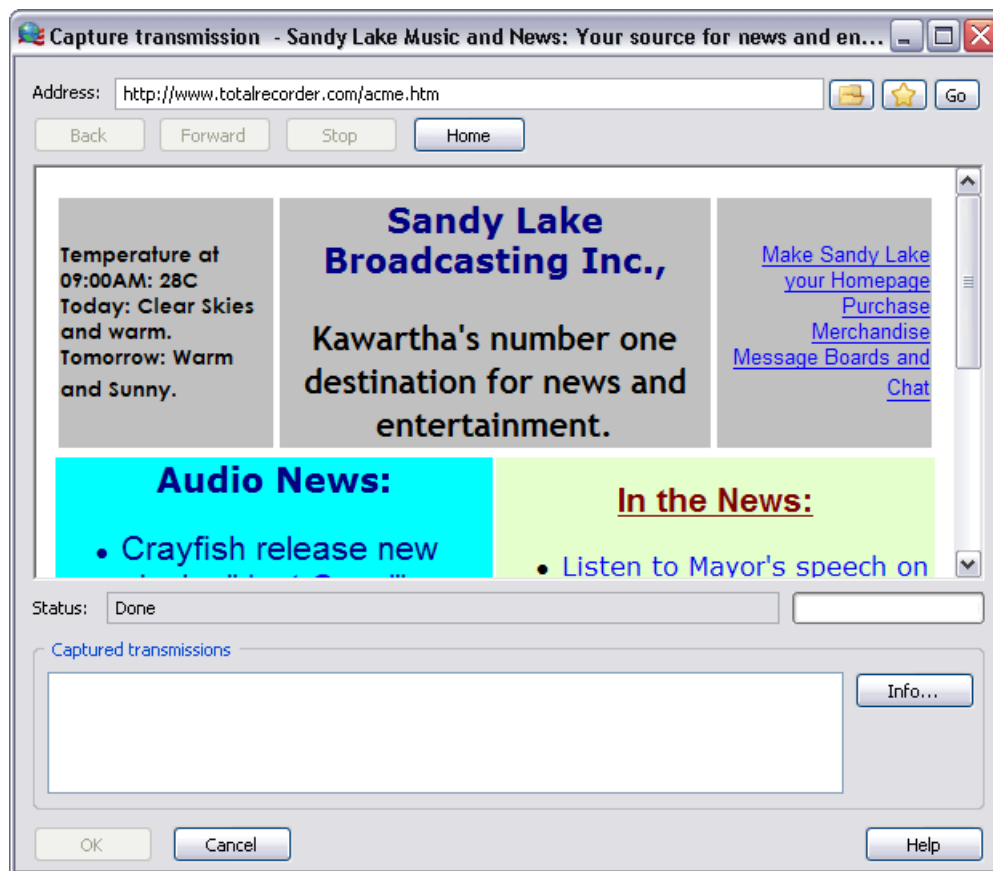 Capture transmission - Sandy Lake Music and News: Your source for news and en...
Address: http://www.totalrecorder.com/acme.htm Go
Back Forward Stop Home
Temperature at
09:00AM: 28C
Today: Clear Skies
and warm.
Tomorrow: Warm
and Sunny.
Sandy Lake
Broadcasting Inc.,
Kawartha's number one
destination for news and
entertainment.
Make Sandy Lake
your Homepage
Purchase
Merchandise
Message Boards and
Chat
Audio News:
• Crayfish release new
In the News:
• Listen to Mayor's speech on
Status: Done
Captured transmissions
Info...
OK Cancel Help